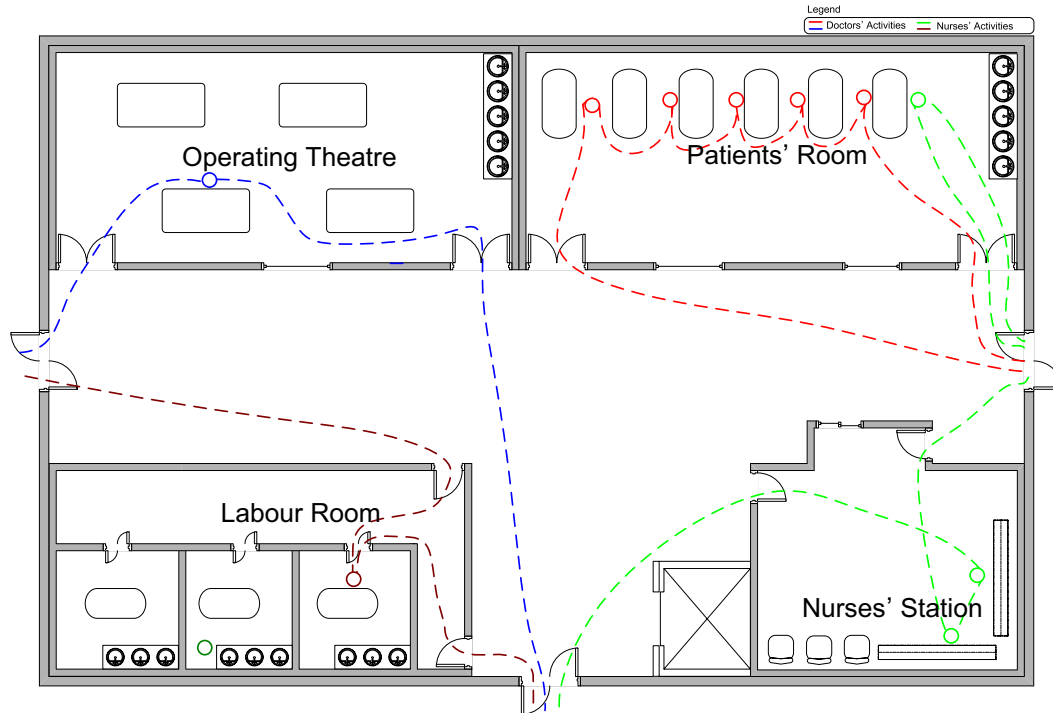 Legend
Doctors' Activities
Nurses' Activities
Operating Theatre
Patients' Room
Labour Room
Nurses' Station